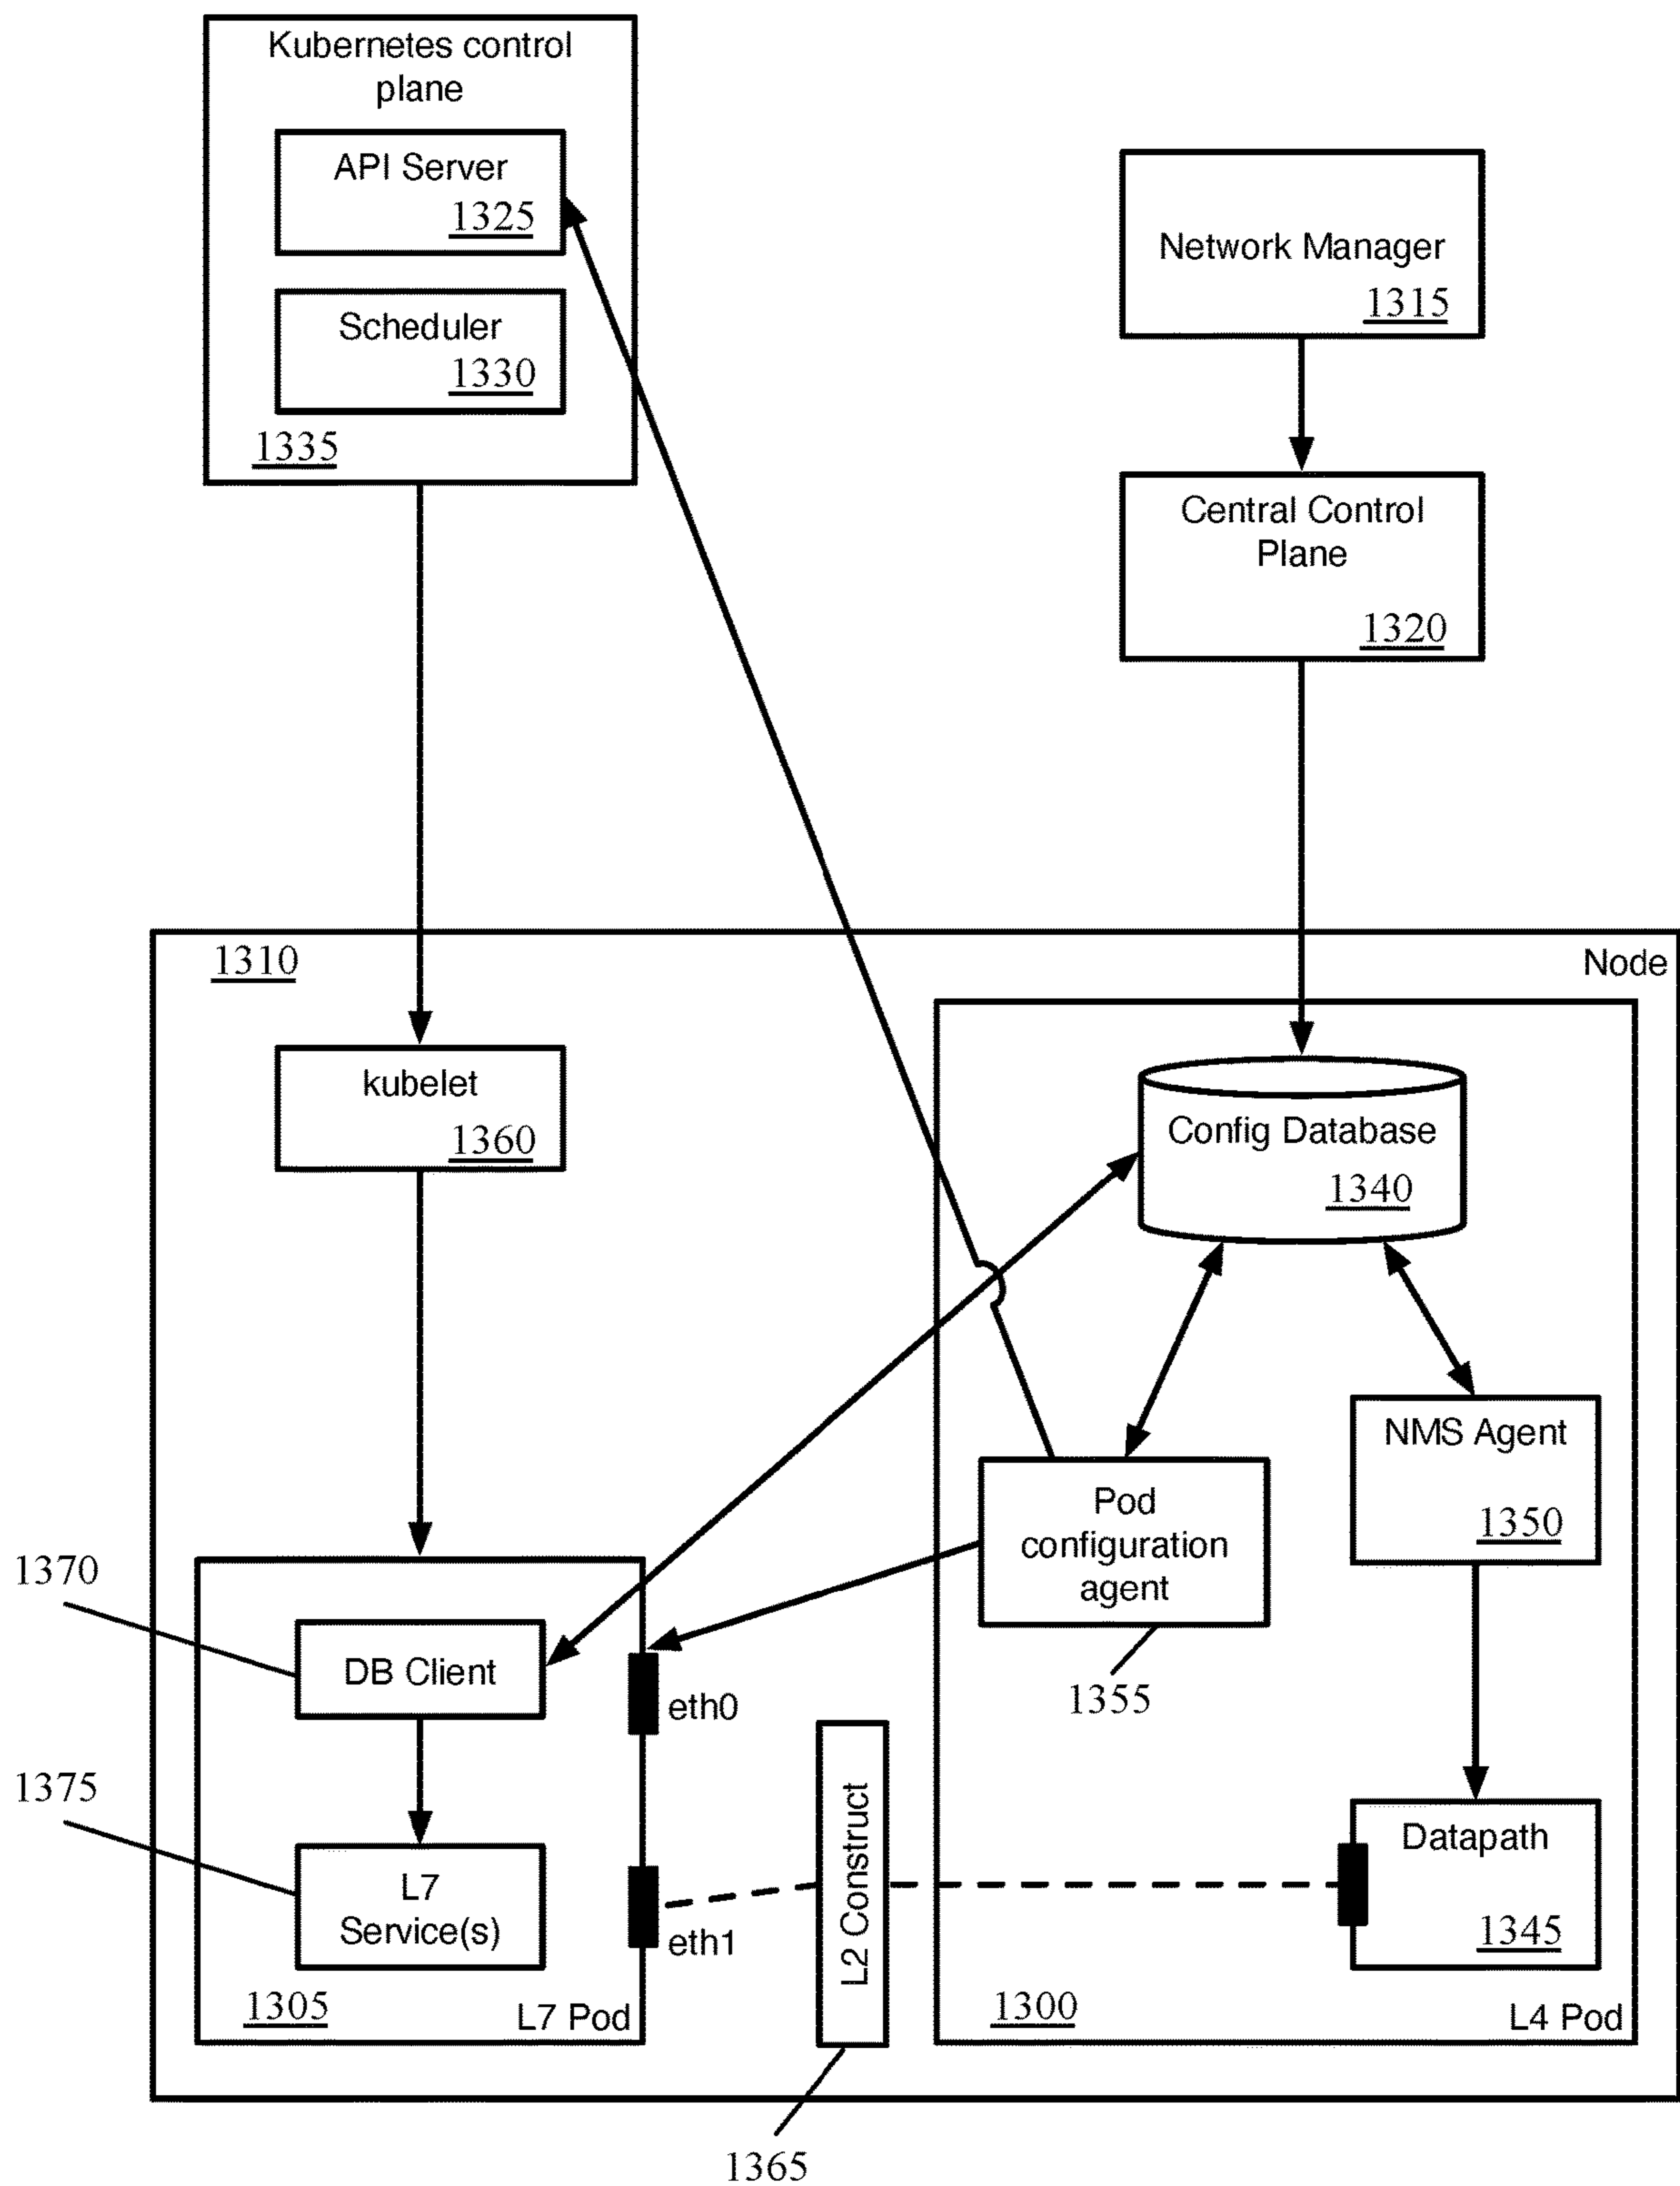 Kubernetes control
plane
API Server
1325
Scheduler
1330
1335
Network Manager
1315
Central Control
Plane
1320
1310
Node
kubelet
1360
Config Database
1340
NMS Agent
1350
Pod
configuration
agent
1355
1370
DB Client
eth0
1375
L7
Service(s)
eth1
1305
L7 Pod
L2 Construct
1365
Datapath
1345
1300
L4 Pod